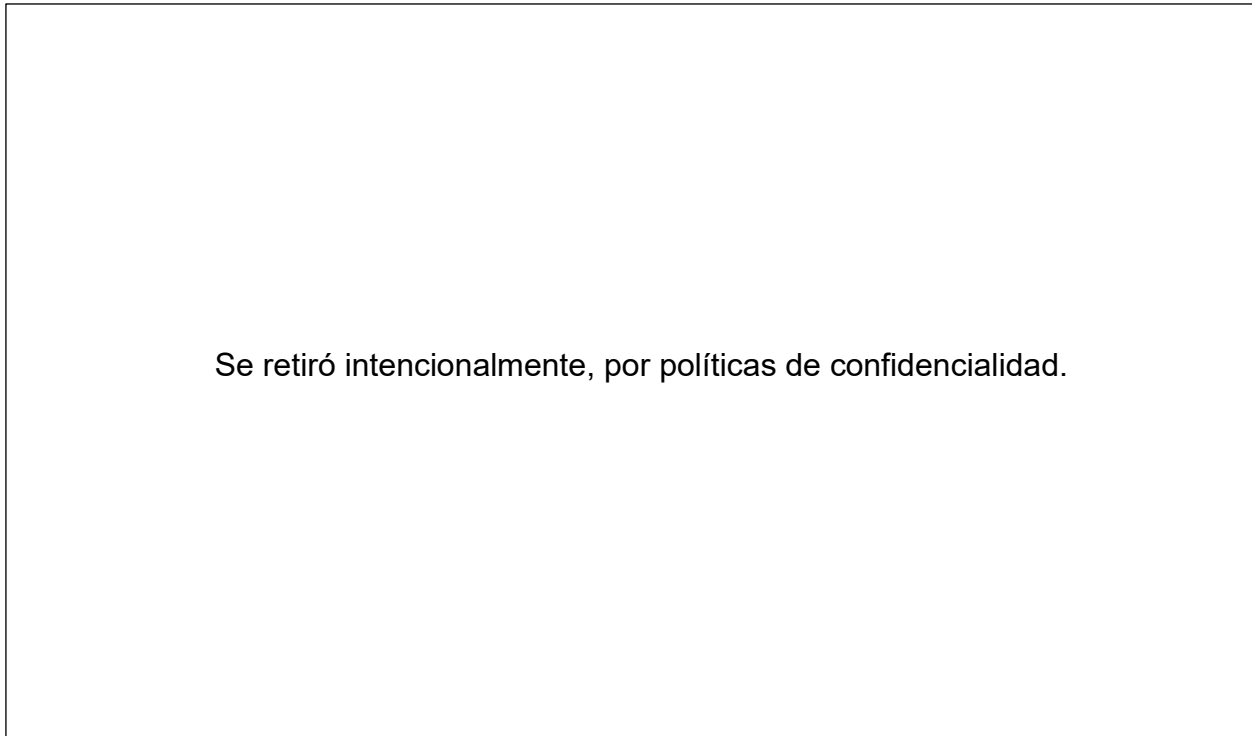 Se retiró intencionalmente, por políticas de confidencialidad.